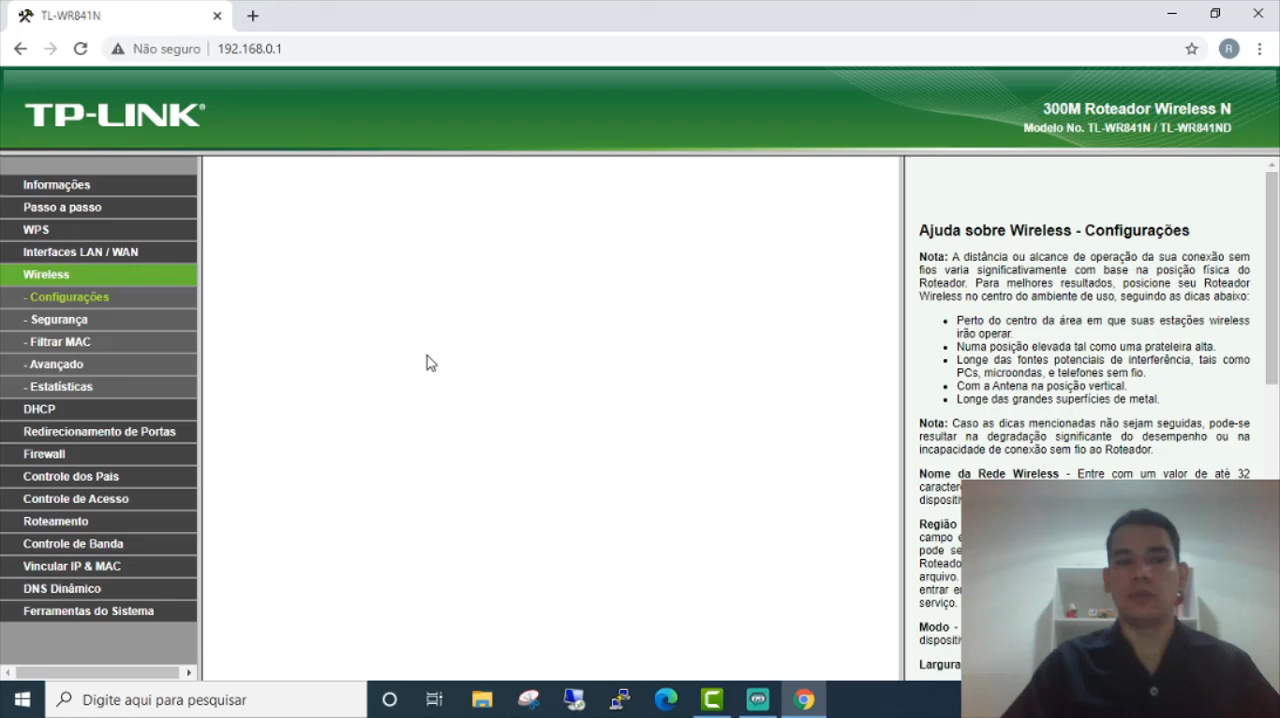 TL-WR841N
Não seguro
192.168.0.1
R
TP-LINK®
300M Roteador Wireless N
Modelo No. TL-WR841N / TL-WR841ND
Informações
Passo a passo
WPS
Interfaces LAN / WAN
Wireless
- Configurações
- Segurança
- Filtrar MAC
- Avançado
- Estatísticas
DHCP
Redirecionamento de Portas
Firewall
Controle dos Pais
Controle de Acesso
Roteamento
Controle de Banda
Vincular IP & MAC
DNS Dinâmico
Ferramentas do Sistema
Ajuda sobre Wireless - Configurações
Nota: A distância ou alcance de operação da sua conexão sem
fios varia significativamente com base na posição física do
Roteador. Para melhores resultados, posicione seu Roteador
Wireless no centro do ambiente de uso, seguindo as dicas abaixo:
• Perto do centro da área em que suas estações wireless
irão operar.
• Numa posição elevada tal como uma prateleira alta.
• Longe das fontes potenciais de interferência, tais como
PCs, microondas, e telefones sem fio.
• Com a Antena na posição vertical.
• Longe das grandes superfícies de metal.
Nota: Caso as dicas mencionadas não sejam seguidas, pode-se
resultar na degradação significante do desempenho ou na
incapacidade de conexão sem fio ao Roteador.
Nome da Rede Wireless - Entre com um valor de até 32
Região
campo
pode se
arquivo.
entrar
serviço.
Modo -
Digite aqui para pesquisar